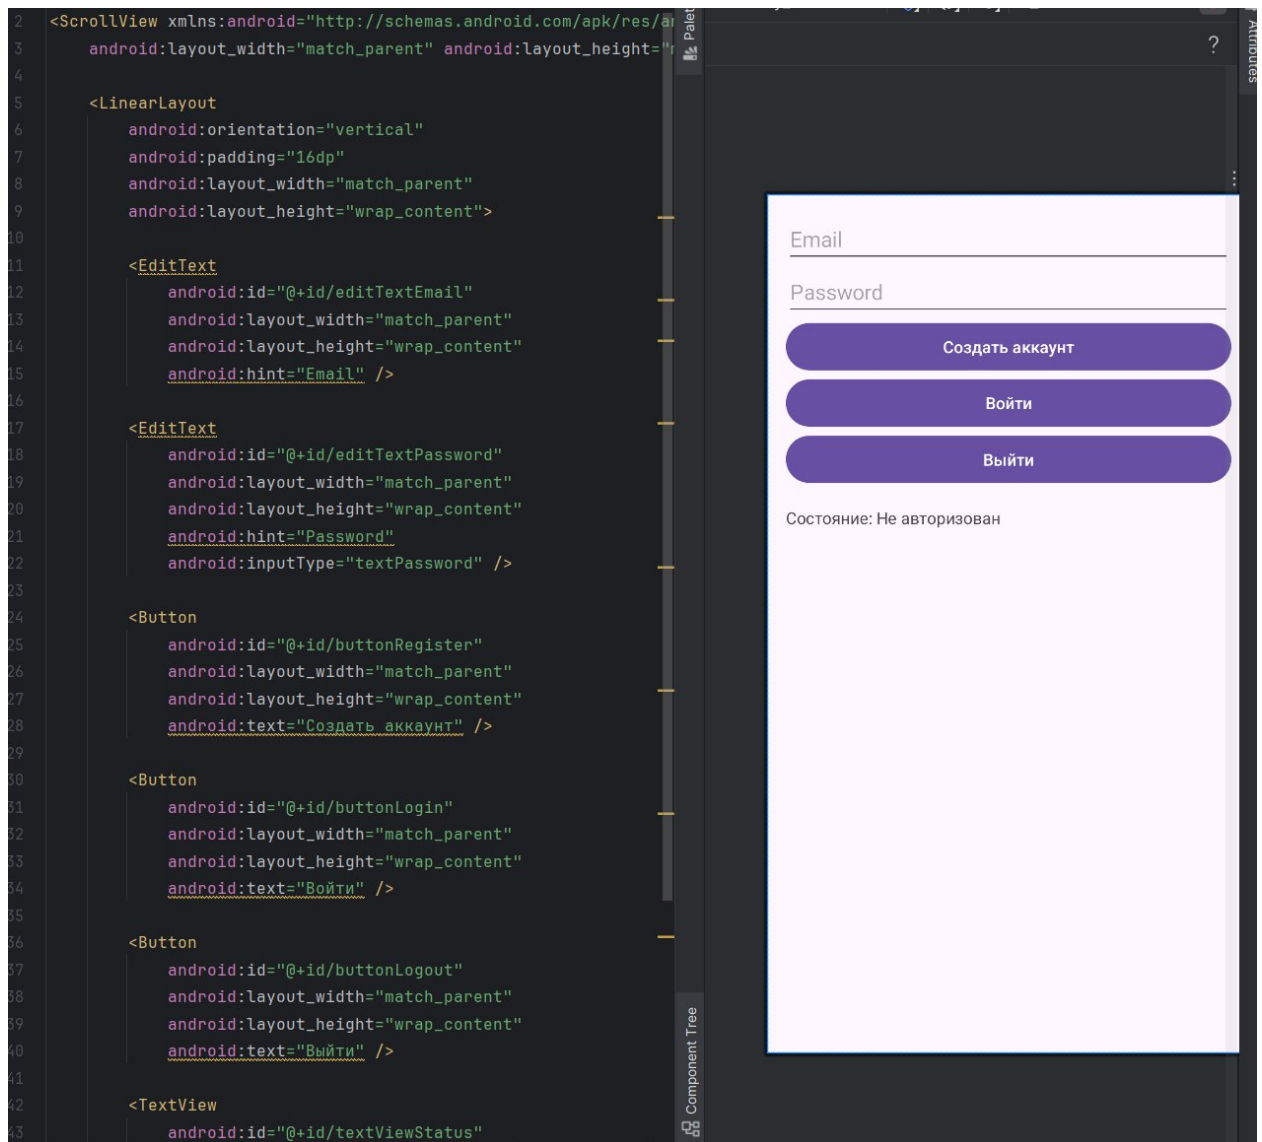 2 <ScrollView xmlns:android="http://schemas.android.com/apk/res/an
3 android:layout_width="match_parent" android:layout_height="
4
5 <LinearLayout
6 android:orientation="vertical"
7 android:padding="16dp"
8 android:layout_width="match_parent"
9 android:layout_height="wrap_content">
10
11 <EditText
12 android:id="@+id/editTextEmail"
13 android:layout_width="match_parent"
14 android:layout_height="wrap_content"
15 android:hint="Email" />
16
17 <EditText
18 android:id="@+id/editTextPassword"
19 android:layout_width="match_parent"
20 android:layout_height="wrap_content"
21 android:hint="Password"
22 android:inputType="textPassword" />
23
24 <Button
25 android:id="@+id/buttonRegister"
26 android:layout_width="match_parent"
27 android:layout_height="wrap_content"
28 android:text="Создать аккаунт" />
29
30 <Button
31 android:id="@+id/buttonLogin"
32 android:layout_width="match_parent"
33 android:layout_height="wrap_content"
34 android:text="Войти" />
35
36 <Button
37 android:id="@+id/buttonLogout"
38 android:layout_width="match_parent"
39 android:layout_height="wrap_content"
40 android:text="Выйти" />
41
42 <TextView
43 android:id="@+id/textViewStatus"
Palet
Component Tree
?
Attributes
Email
Password
Создать аккаунт
Войти
Выйти
Состояние: Не авторизован